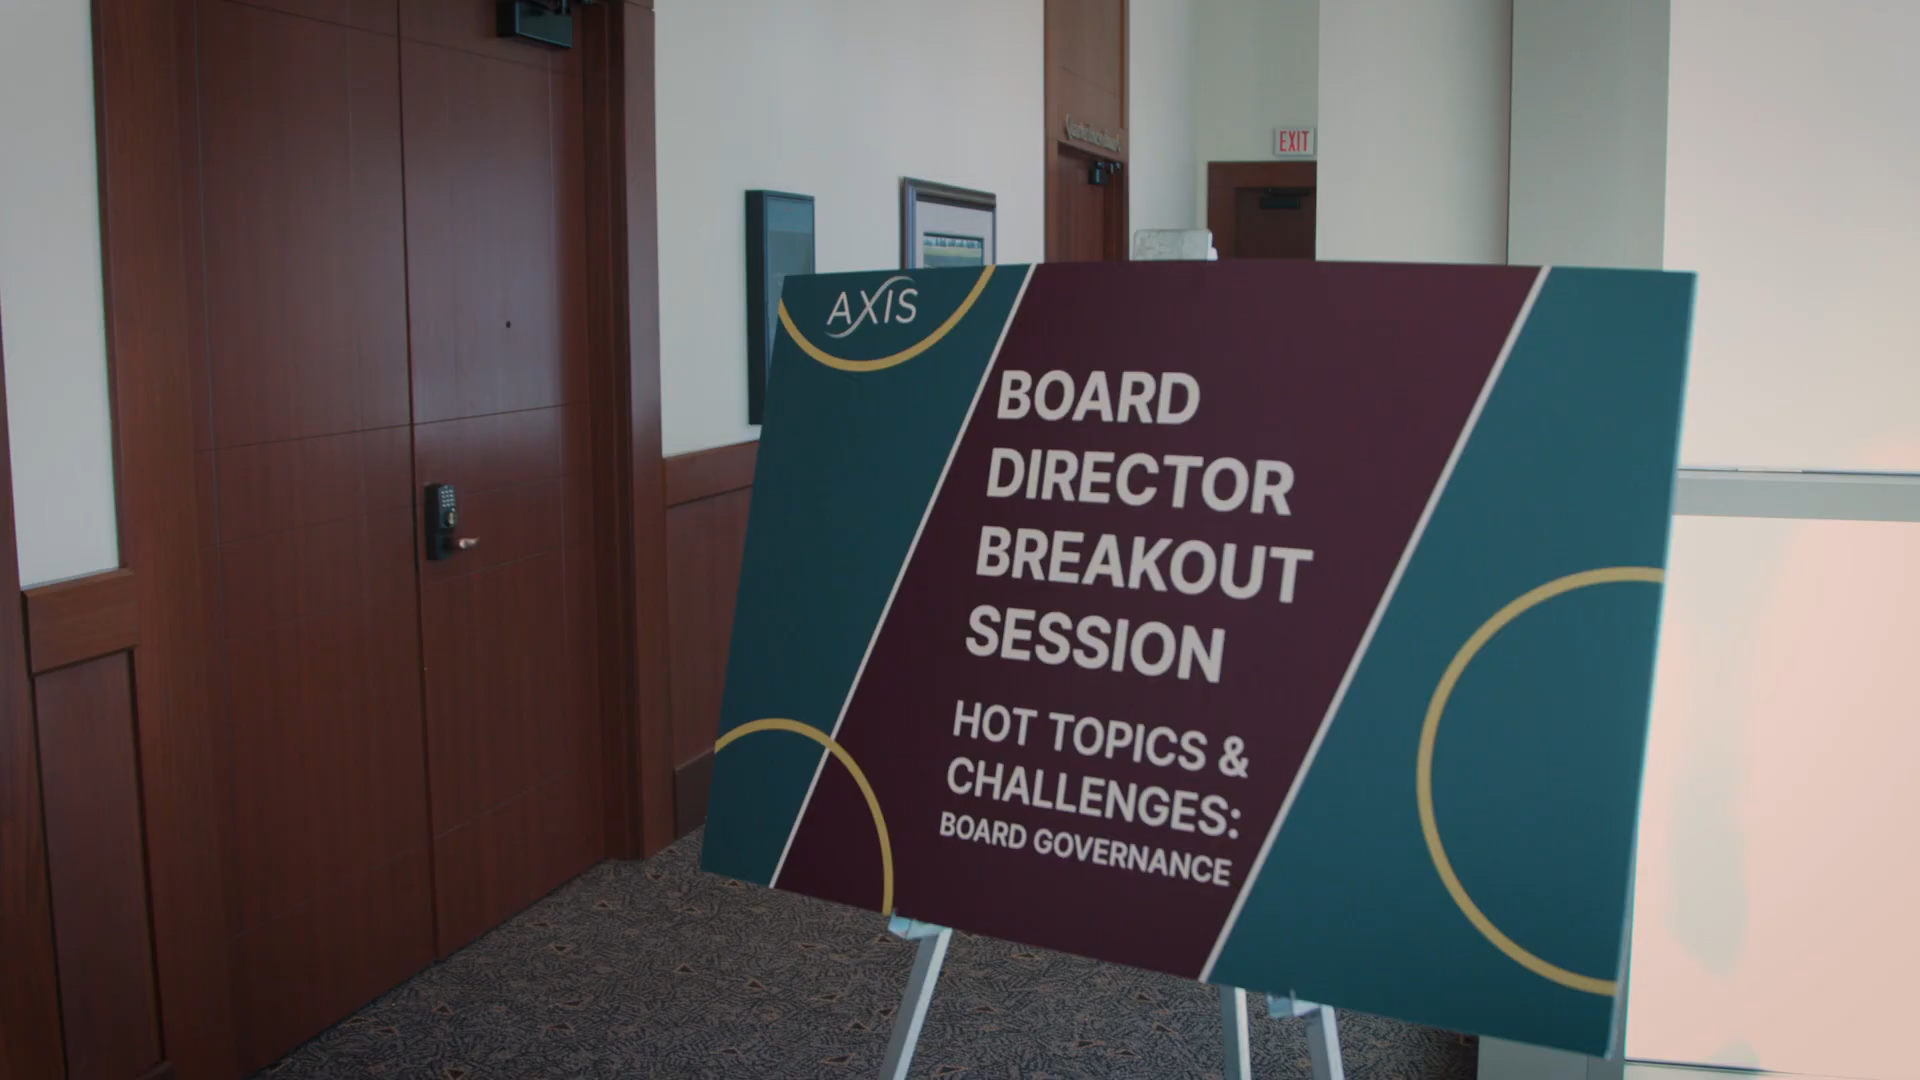 EXIT
AXIS
BOARD
DIRECTOR
BREAKOUT
SESSION
HOT TOPICS &
CHALLENGES:
BOARD GOVERNANCE